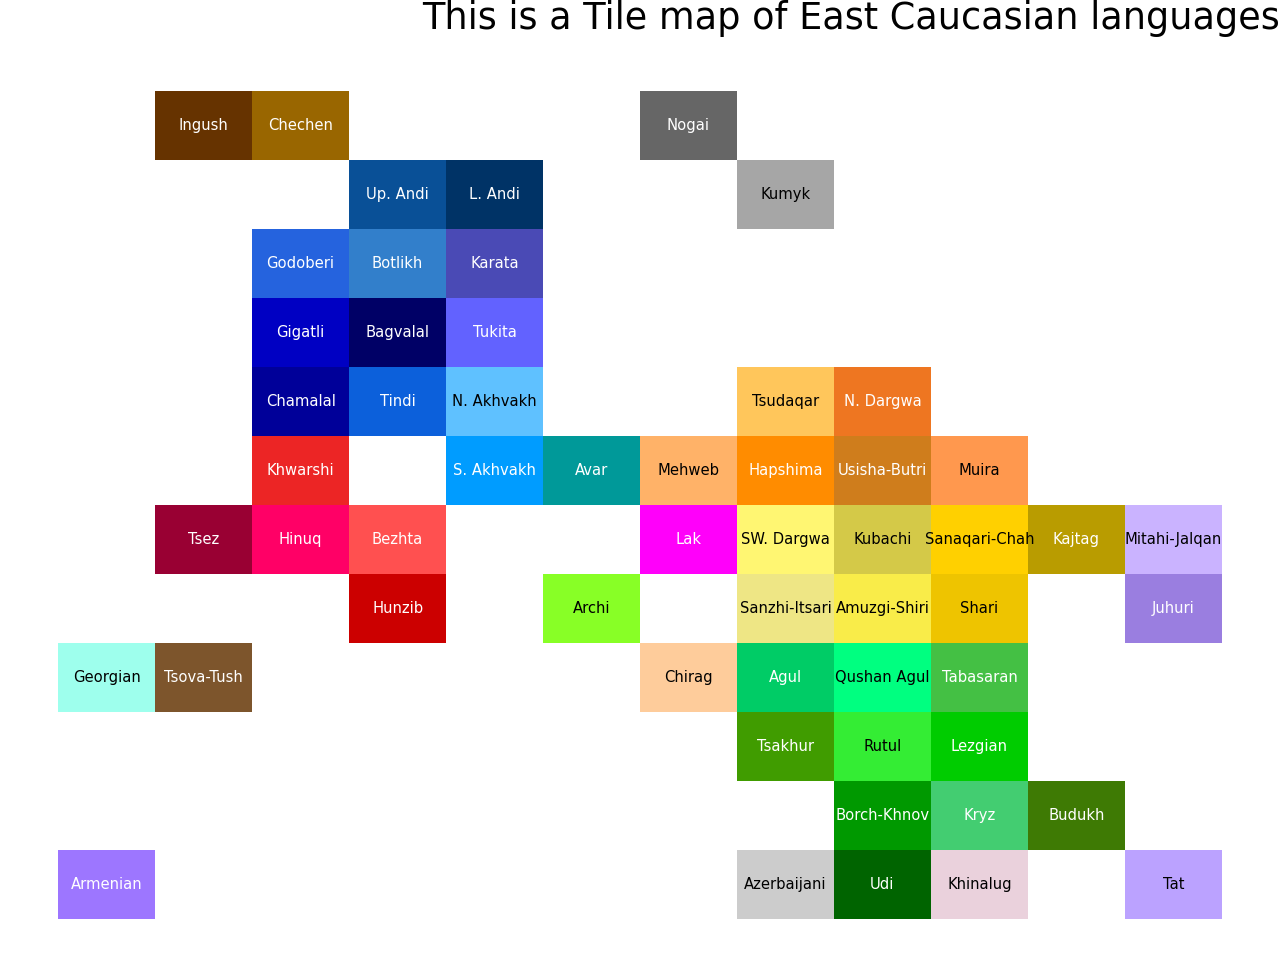 This is a Tile map of East Caucasian languages
Ingush Chechen Nogai
Up. Andi L. Andi Kumyk
Godoberi Botlikh Karata
Gigatli Bagvalal Tukita
Chamalal Tindi N. Akhvakh Tsudaqar N. Dargwa
Khwarshi S. Akhvakh Avar Mehweb Hapshima Usisha-Butri Muira
Tsez Hinuq Bezhta Lak SW. Dargwa Kubachi Sanaqari-Chah Kajtag Mitahi-Jalqan
Hunzib Archi Sanzhi-Itsari Amuzgi-Shiri Shari Juhuri
Georgian Tsova-Tush Chirag Agul Qushan Agul Tabasaran
Tsakhur Rutul Lezgian
Borch-Khnov Kryz Budukh
Armenian Azerbaijani Udi Khinalug Tat